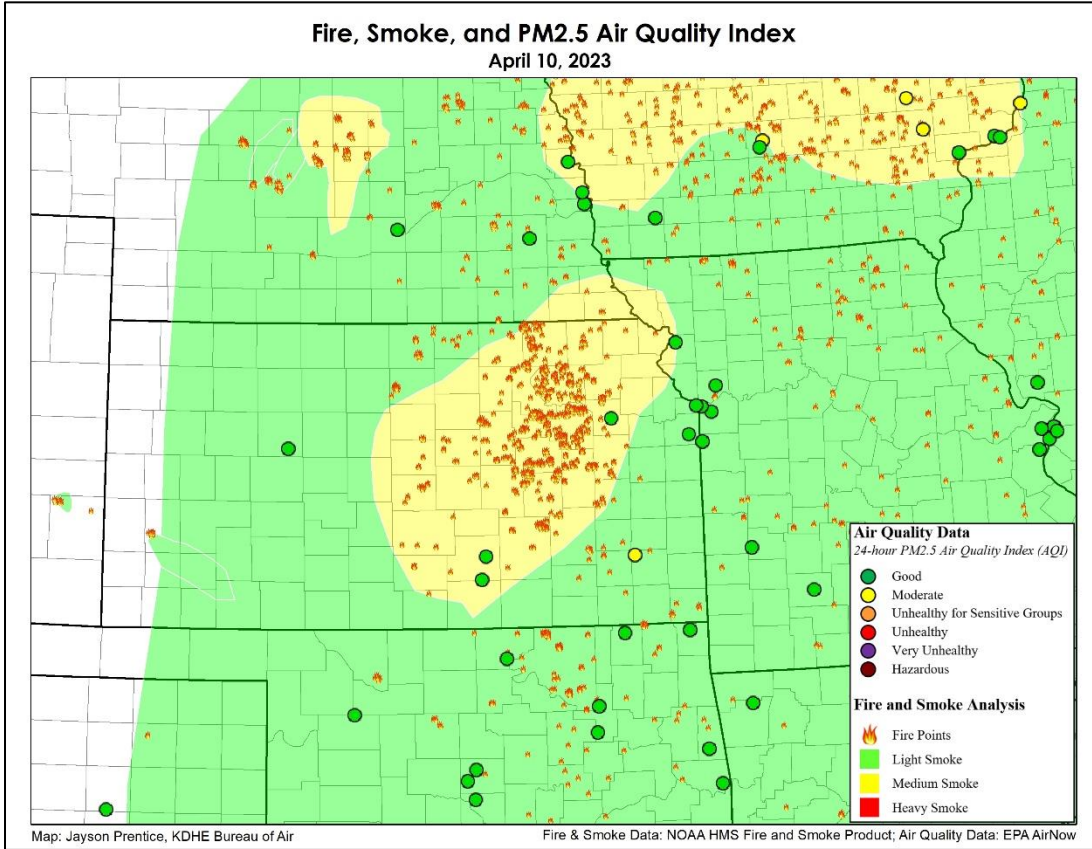 Fire, Smoke, and PM2.5 Air Quality Index
April 10, 2023
Air Quality Data
24-hour PM2.5 Air Quality Index (AQI)
Good
Moderate
Unhealthy for Sensitive Groups
Unhealthy
Very Unhealthy
Hazardous
Fire and Smoke Analysis
Fire Points
Light Smoke
Medium Smoke
Heavy Smoke
Map: Jayson Prentice, KDHE Bureau of Air
Fire & Smoke Data: NOAA HMS Fire and Smoke Product; Air Quality Data: EPA AirNow